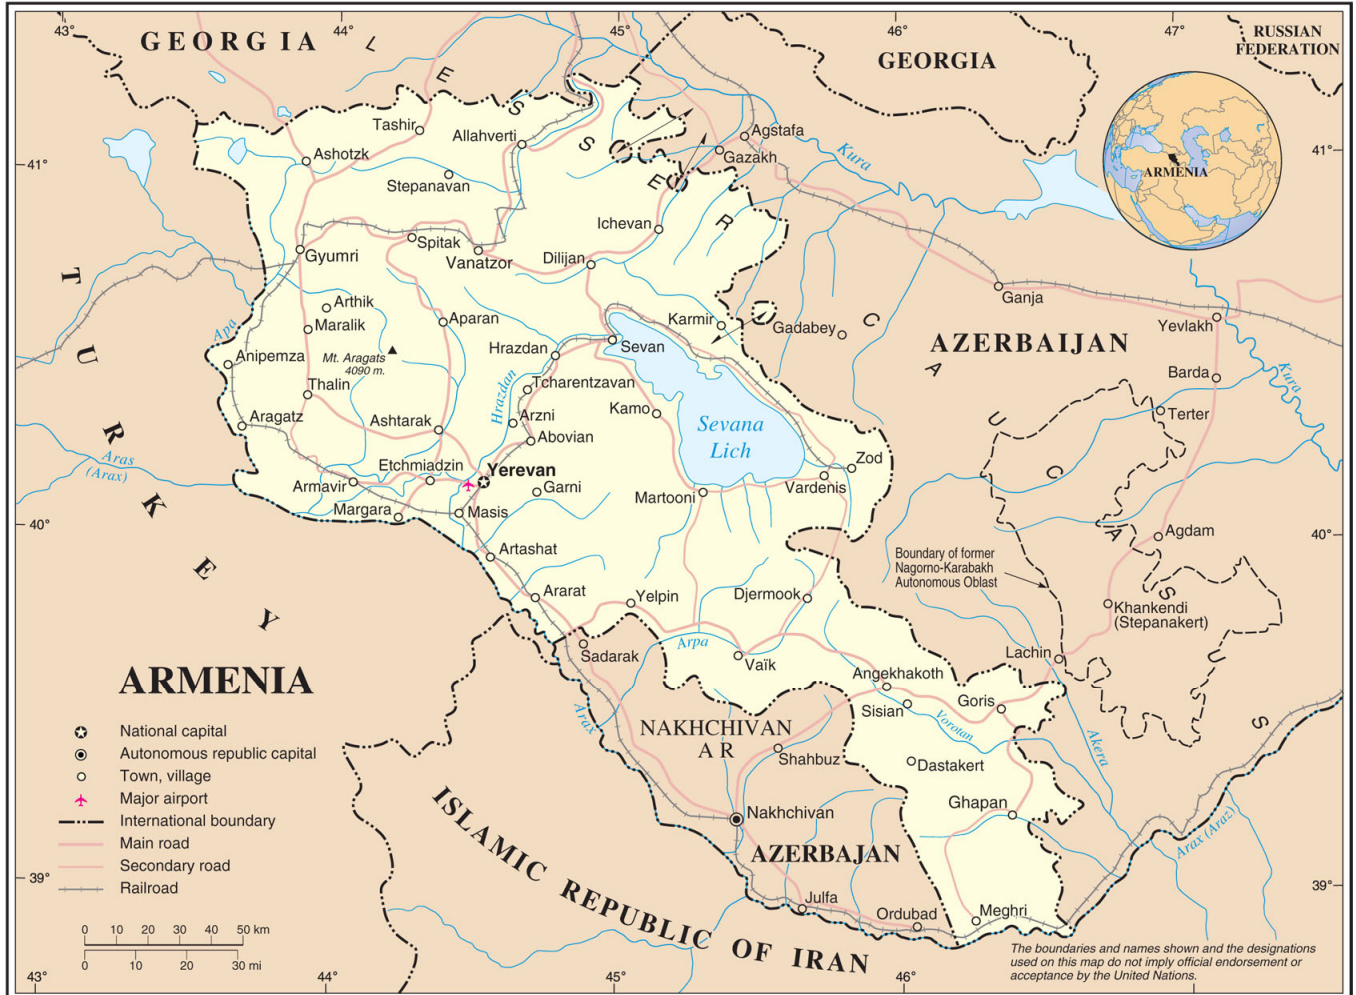 43°
44°
45°
46°
47°
GEORGIA
GEORGIA
RUSSIAN
FEDERATION
LESSER
CAUCASUS
41°
41°
Tashir
Allahverti
Ashotzk
Stepanavan
Agstafa
Gazakh
Kura
ARMENIA
Ichevan
Spitak
Gyumri
Vanatzor
Dilijan
Ganja
TURKEY
Arthik
Maralik
Aparan
Apa
Karmir
Gadabey
Yevlakh
AZERBAIJAN
Anipemza
Mt. Aragats
4090 m.
Hrazdan
Sevan
Barda
Kura
Thalin
Hrazdan
Tcharentzavan
Kamo
Terter
Aragatz
Ashtarak
Arzni
Abovian
Sevana
Lich
Aras
(Arax)
Etchmiadzin
Yerevan
Zod
Armavir
Garni
Martooni
Vardenis
Margara
Masis
40°
40°
Agdam
Artashat
Boundary of former
Nagorno-Karabakh
Autonomous Oblast
Ararat
Yelpin
Djermook
Khankendi
(Stepanakert)
Sadarak
Arpa
Vaïk
Lachin
Angekhakoth
Goris
Sisian
Vorotan
Arax
NAKHCHIVAN
A R
Akera
Shahbuz
Dastakert
Ghapan
Nakhchivan
AZERBAJAN
Arax (Araz)
ISLAMIC REPUBLIC OF IRAN
Julfa
Ordubad
Meghri
39°
39°
ARMENIA
National capital
Autonomous republic capital
Town, village
Major airport
International boundary
Main road
Secondary road
Railroad
0 10 20 30 40 50 km
0 10 20 30 mi
The boundaries and names shown and the designations
used on this map do not imply official endorsement or
acceptance by the United Nations.
43°
44°
45°
46°